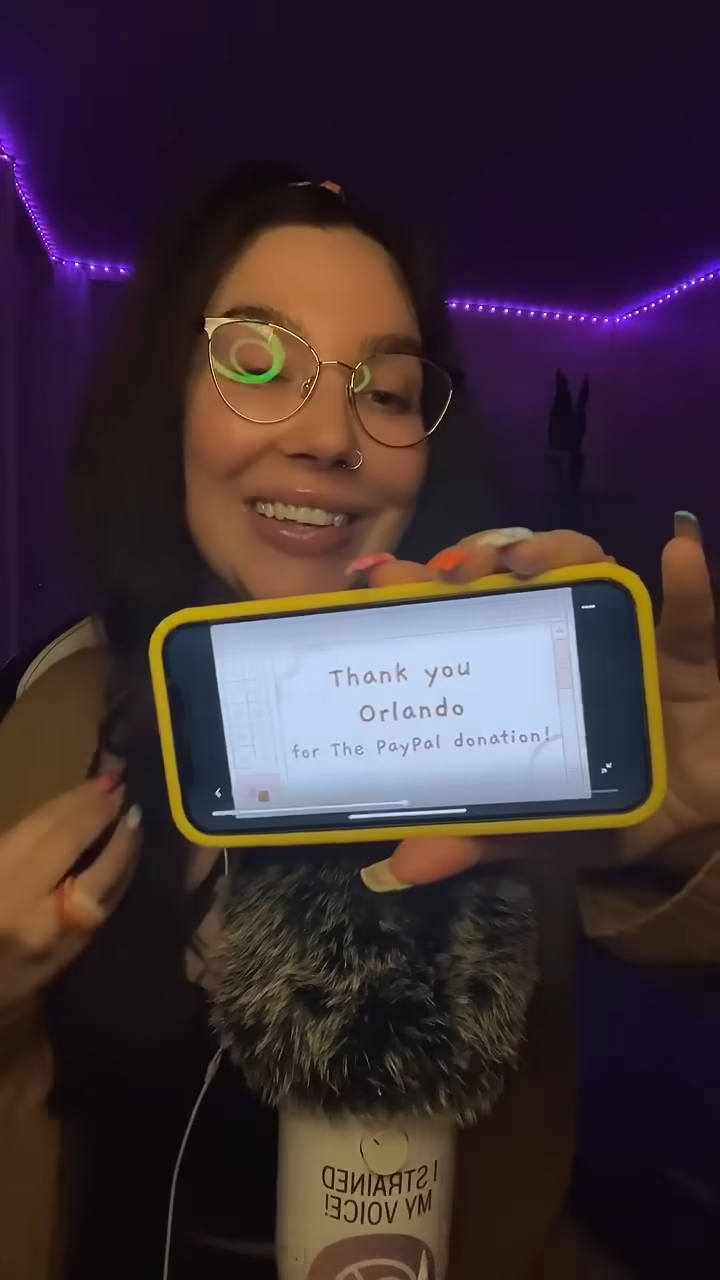 Thank you
Orlando
for The PayPal donation!
I STRAINED
MY VOICE!